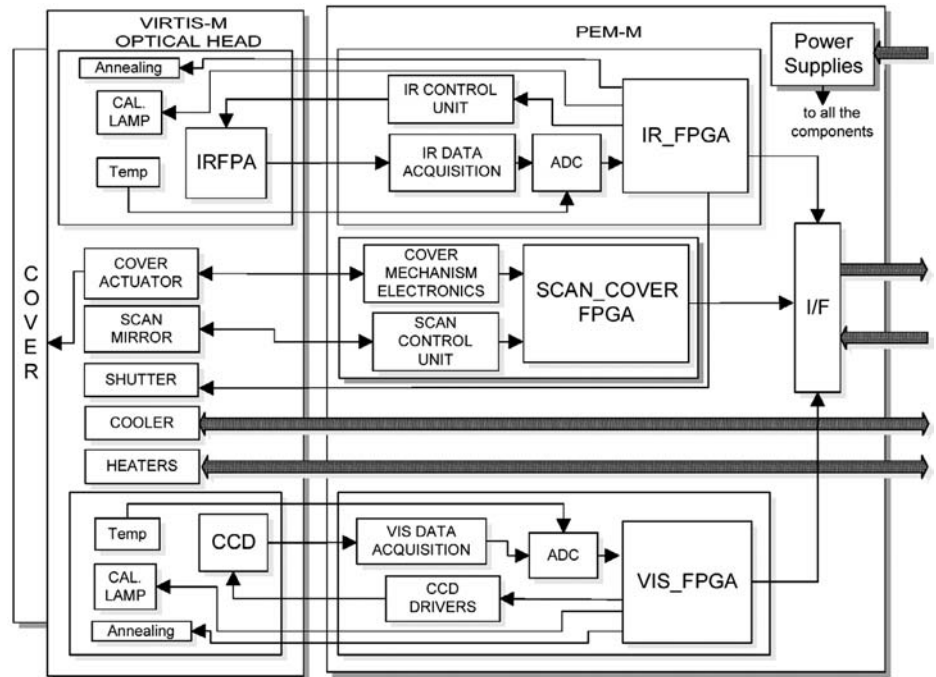 VIRTIS-M
OPTICAL HEAD
PEM-M
Power
Supplies
to all the
components
Annealing
CAL.
LAMP
Temp
IRFPA
IR CONTROL
UNIT
IR DATA
ACQUISITION
ADC
IR_FPGA
COVER
COVER
ACTUATOR
SCAN
MIRROR
SHUTTER
COOLER
HEATERS
COVER
MECHANISM
ELECTRONICS
SCAN
CONTROL
UNIT
SCAN_COVER
FPGA
I/F
Temp
CAL.
LAMP
Annealing
CCD
VIS DATA
ACQUISITION
ADC
CCD
DRIVERS
VIS_FPGA